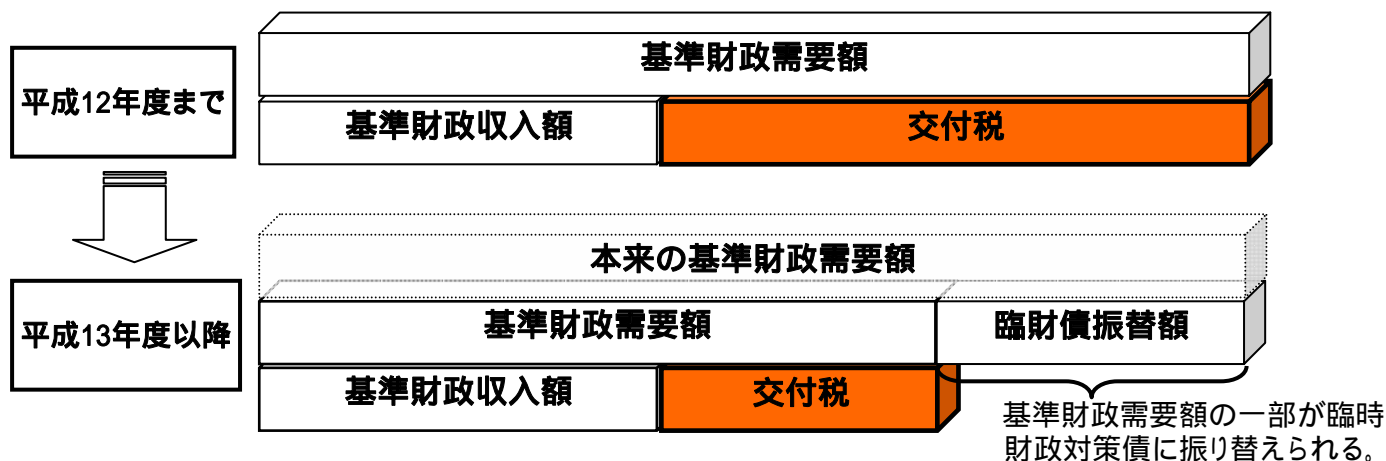 基準財政需要額
平成12年度まで
基準財政収入額
交付税
本来の基準財政需要額
平成13年度以降
基準財政需要額
臨財債振替額
基準財政収入額
交付税
基準財政需要額の一部が臨時
財政対策債に振り替えられる。